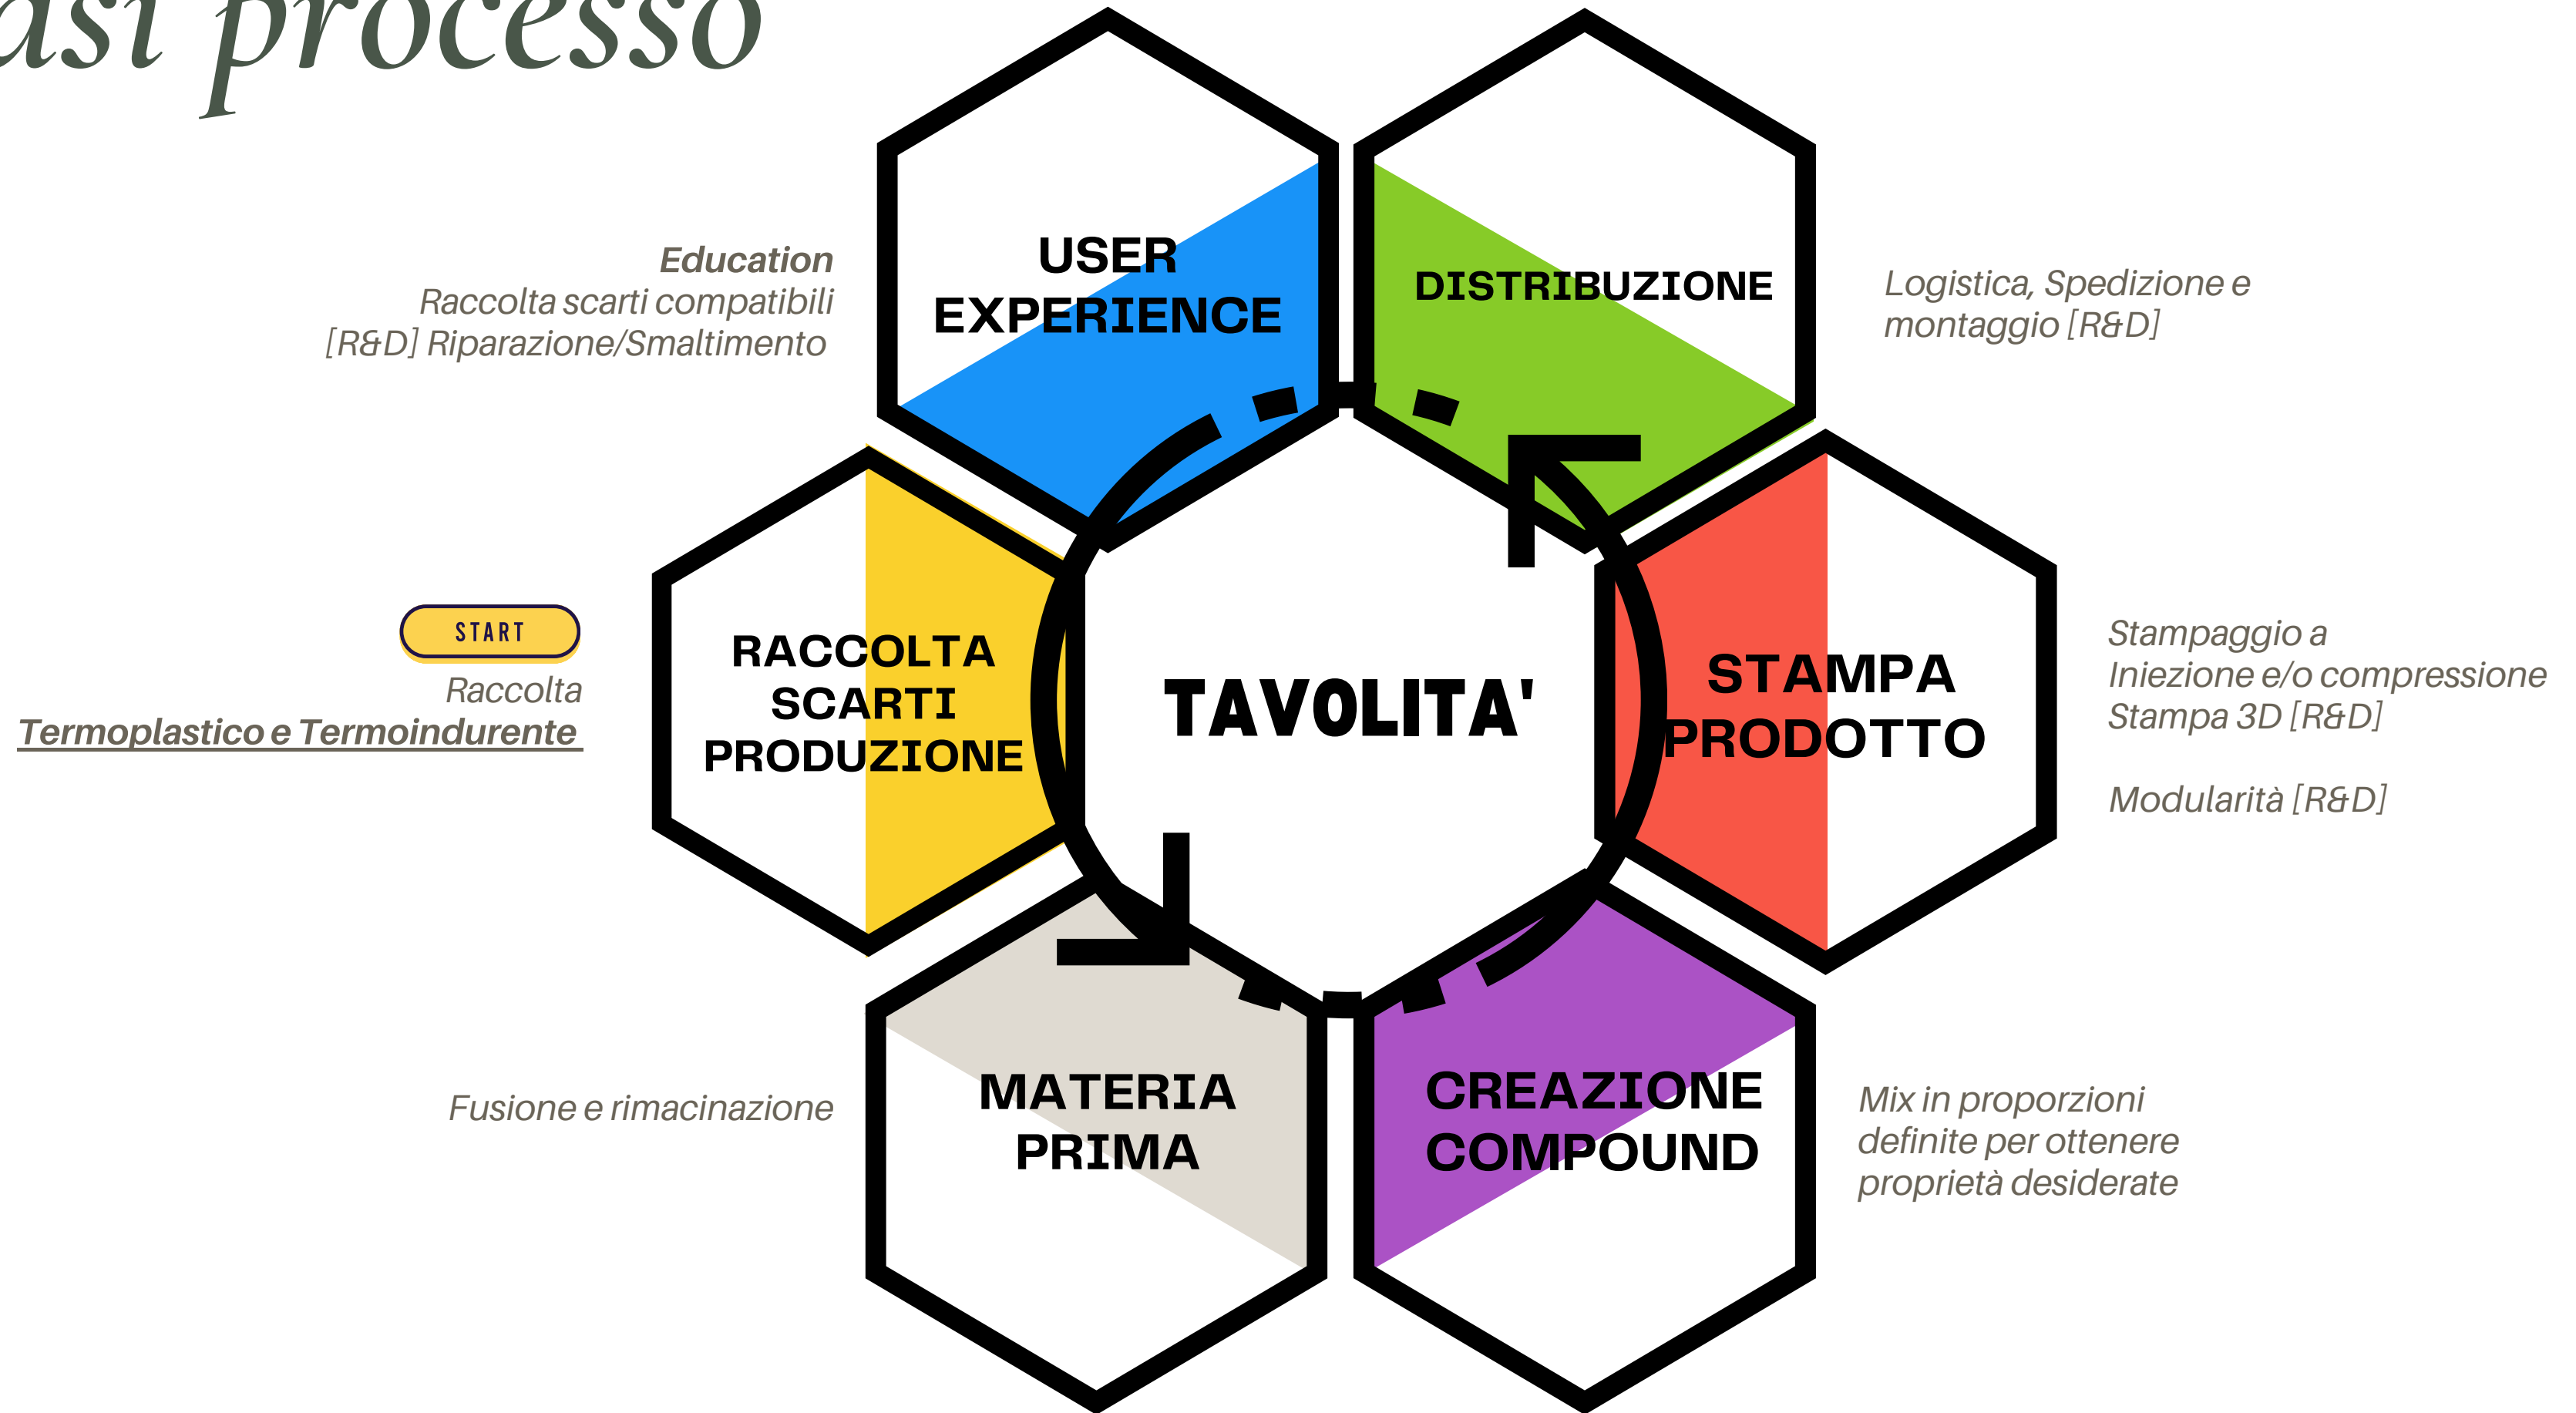 asi processo
USER
EXPERIENCE
DISTRIBUZIONE
Education
Raccolta scarti compatibili
[R&D] Riparazione/Smaltimento
Logistica, Spedizione e
montaggio [R&D]
START
Raccolta
Termoplastico e Termoindurente
RACCOLTA
SCARTI
PRODUZIONE
TAVOLITA'
STAMPA
PRODOTTO
Stampaggio a
Iniezione e/o compressione
Stampa 3D [R&D]
Modularità [R&D]
Fusione e rimacinazione
MATERIA
PRIMA
CREAZIONE
COMPOUND
Mix in proporzioni
definite per ottenere
proprietà desiderate